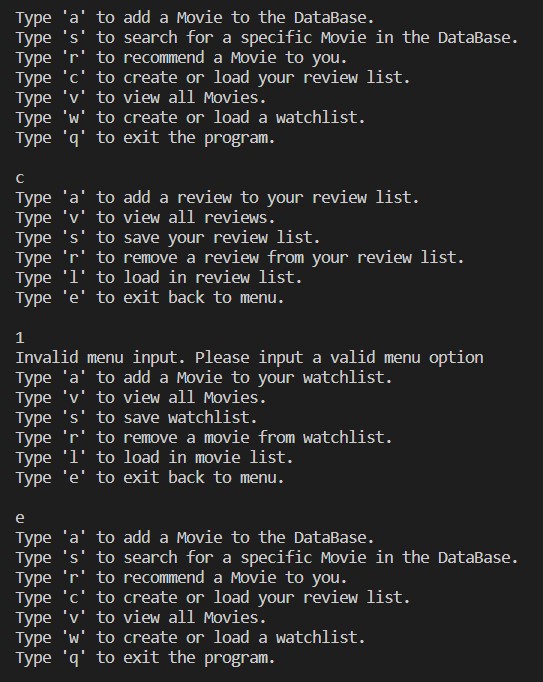 Type 'a' to add a Movie to the DataBase.
Type 's' to search for a specific Movie in the DataBase.
Type 'r' to recommend a Movie to you.
Type 'c' to create or load your review list.
Type 'v' to view all Movies.
Type 'w' to create or load a watchlist.
Type 'q' to exit the program.

c
Type 'a' to add a review to your review list.
Type 'v' to view all reviews.
Type 's' to save your review list.
Type 'r' to remove a review from your review list.
Type 'l' to load in review list.
Type 'e' to exit back to menu.

1
Invalid menu input. Please input a valid menu option
Type 'a' to add a Movie to your watchlist.
Type 'v' to view all Movies.
Type 's' to save watchlist.
Type 'r' to remove a movie from watchlist.
Type 'l' to load in movie list.
Type 'e' to exit back to menu.

e
Type 'a' to add a Movie to the DataBase.
Type 's' to search for a specific Movie in the DataBase.
Type 'r' to recommend a Movie to you.
Type 'c' to create or load your review list.
Type 'v' to view all Movies.
Type 'w' to create or load a watchlist.
Type 'q' to exit the program.